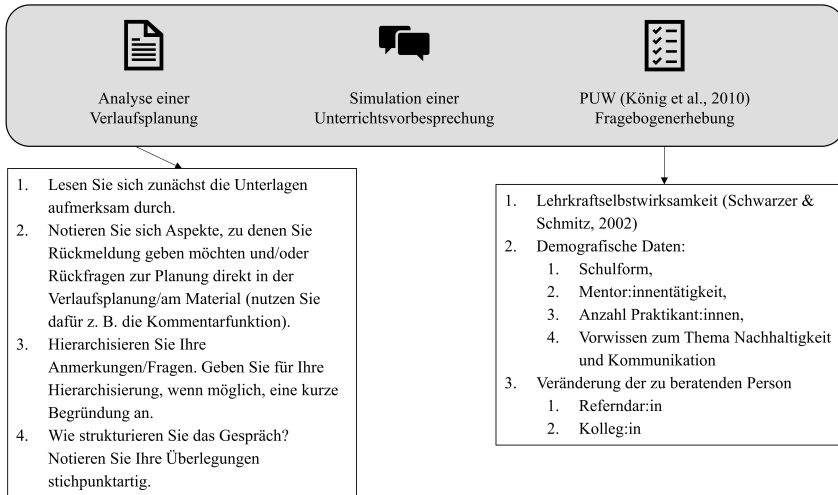 Analyse einer
Verlaufsplanung
Simulation einer
Unterrichtsvorbesprechung
PUW (König et al., 2010)
Fragebogenerhebung
1. Lesen Sie sich zunächst die Unterlagen
aufmerksam durch.
2. Notieren Sie sich Aspekte, zu denen Sie
Rückmeldung geben möchten und/oder
Rückfragen zur Planung direkt in der
Verlaufsplanung/am Material (nutzen Sie
dafür z. B. die Kommentarfunktion).
3. Hierarchisieren Sie Ihre
Anmerkungen/Fragen. Geben Sie für Ihre
Hierarchisierung, wenn möglich, eine kurze
Begründung an.
4. Wie strukturieren Sie das Gespräch?
Notieren Sie Ihre Überlegungen
stichpunktartig.
1. Lehrkraftselbstwirksamkeit (Schwarzer &
Schmitz, 2002)
2. Demografische Daten:
1. Schulform,
2. Mentor:innentätigkeit,
3. Anzahl Praktikant:innen,
4. Vorwissen zum Thema Nachhaltigkeit
und Kommunikation
3. Veränderung der zu beratenden Person
1. Referndar:in
2. Kolleg:in